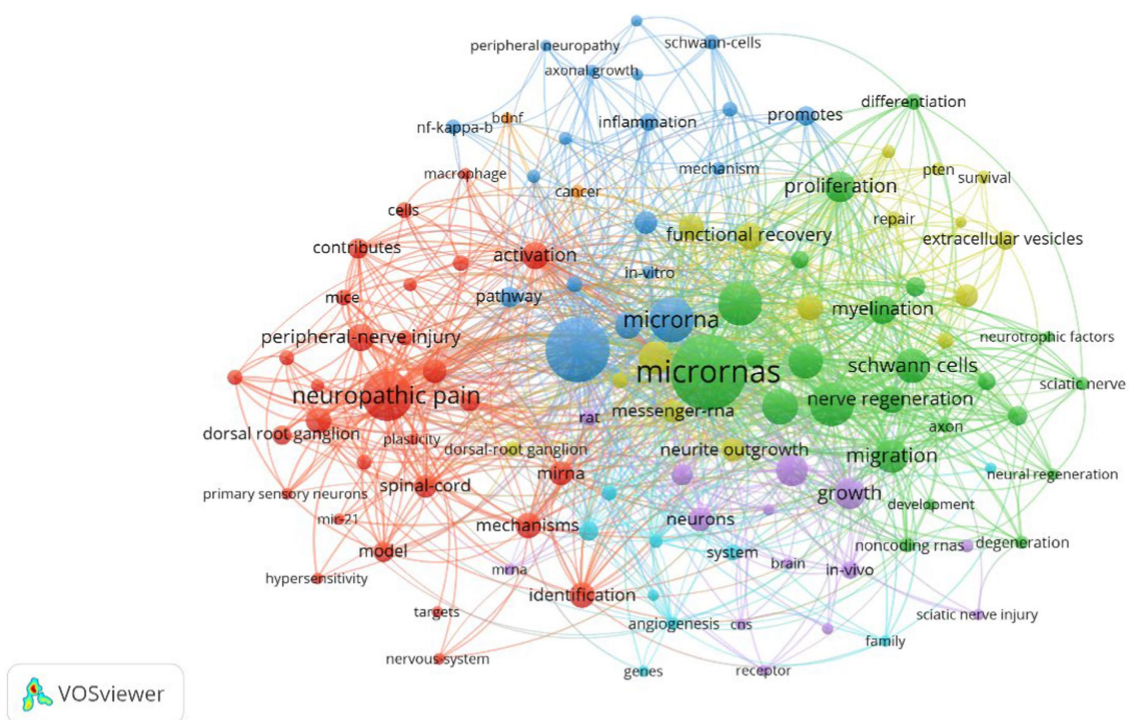 peripheral neuropathy
schwann-cells
axonal growth
differentiation
nf-kappa-b
bdnf
inflammation
promotes
macrophage
mechanism
pten
survival
cancer
proliferation
cells
repair
contributes
activation
functional recovery
extracellular vesicles
in-vitro
mice
pathway
microrna
myelination
peripheral-nerve injury
neurotrophic factors
micrornas
schwann cells
sciatic nerve
neuropathic pain
nerve regeneration
messenger-rna
rat
dorsal root ganglion
plasticity
axon
dorsal-root ganglion
neurite outgrowth
migration
mirna
neural regeneration
spinal-cord
primary sensory neurons
growth
development
mir-21
mechanisms
neurons
model
system
noncoding rnas
degeneration
mrna
brain
in-vivo
hypersensitivity
identification
targets
angiogenesis
cns
sciatic nerve injury
family
nervous-system
genes
receptor
VOSviewer